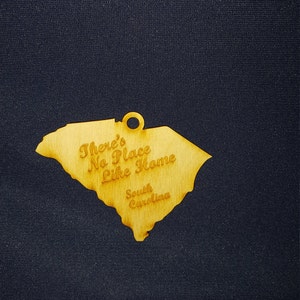 There's
No Place
Like Home
South
Carolina